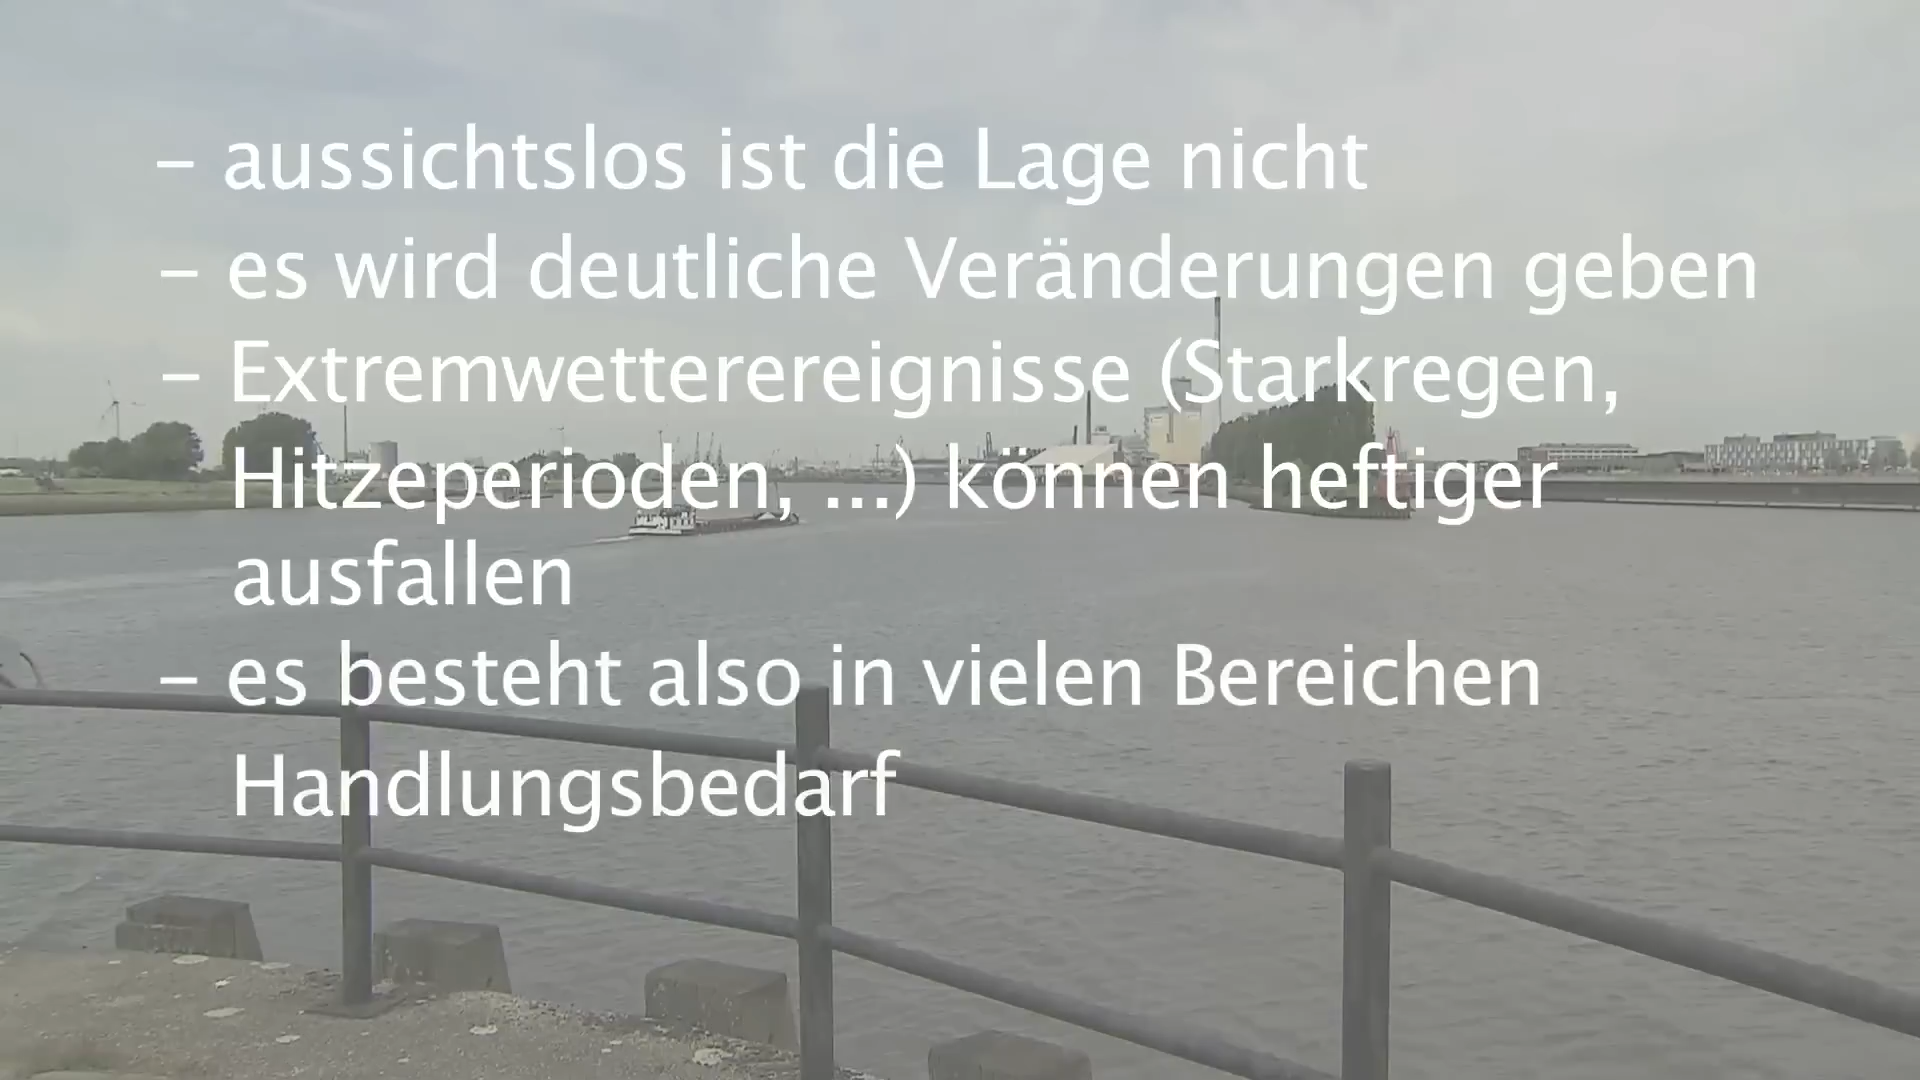 – aussichtslos ist die Lage nicht
– es wird deutliche Veränderungen geben
– Extremwetterereignisse (Starkregen,
Hitzeperioden, ...) können heftiger
ausfallen
– es besteht also in vielen Bereichen
Handlungsbedarf